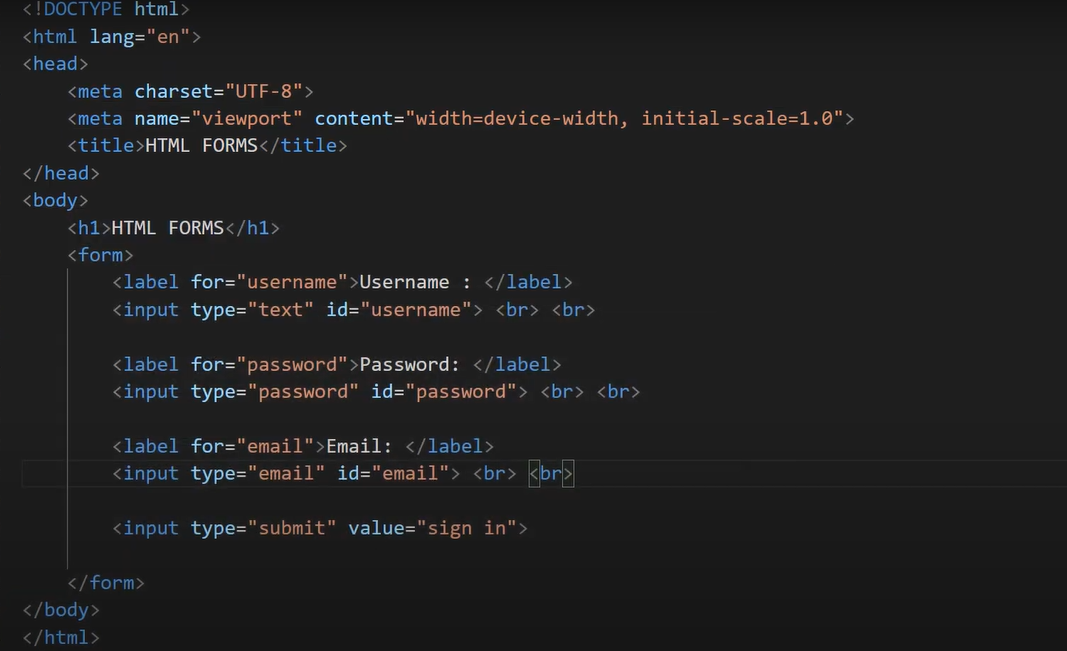 <!DOCTYPE html>
<html lang="en">
<head>
    <meta charset="UTF-8">
    <meta name="viewport" content="width=device-width, initial-scale=1.0">
    <title>HTML FORMS</title>
</head>
<body>
    <h1>HTML FORMS</h1>
    <form>
        <label for="username">Username : </label>
        <input type="text" id="username"> <br> <br>

        <label for="password">Password: </label>
        <input type="password" id="password"> <br> <br>

        <label for="email">Email: </label>
        <input type="email" id="email"> <br> <br>

        <input type="submit" value="sign in">

    </form>
</body>
</html>